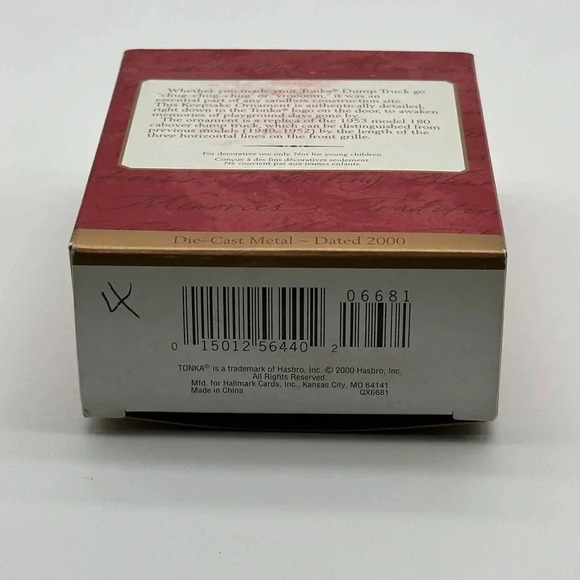 Whether you made your Tonka® Dump Truck go
"chug-chug-chug" or "vrooom," it was an
essential part of any sandbox construction site.
This Keepsake Ornament is authentically detailed,
right down to the Tonka® logo on the door, to awaken
memories of playground days gone by.
The ornament is a replica of the 1953 model 180
cabover dump truck, which can be distinguished from
previous models (1949-1952) by the length of the
three horizontal lines on the front grille.
For decorative use only. Not for young children.
Conçue à des fins décoratives seulement.
Ne convient pas aux jeunes enfants.
Memories
Die-Cast Metal ~ Dated 2000
4
06681
0 15012 56440 2
TONKA® is a trademark of Hasbro, Inc. © 2000 Hasbro, Inc.
All Rights Reserved.
Mfd. for Hallmark Cards, Inc., Kansas City, MO 64141
Made in China QX6681